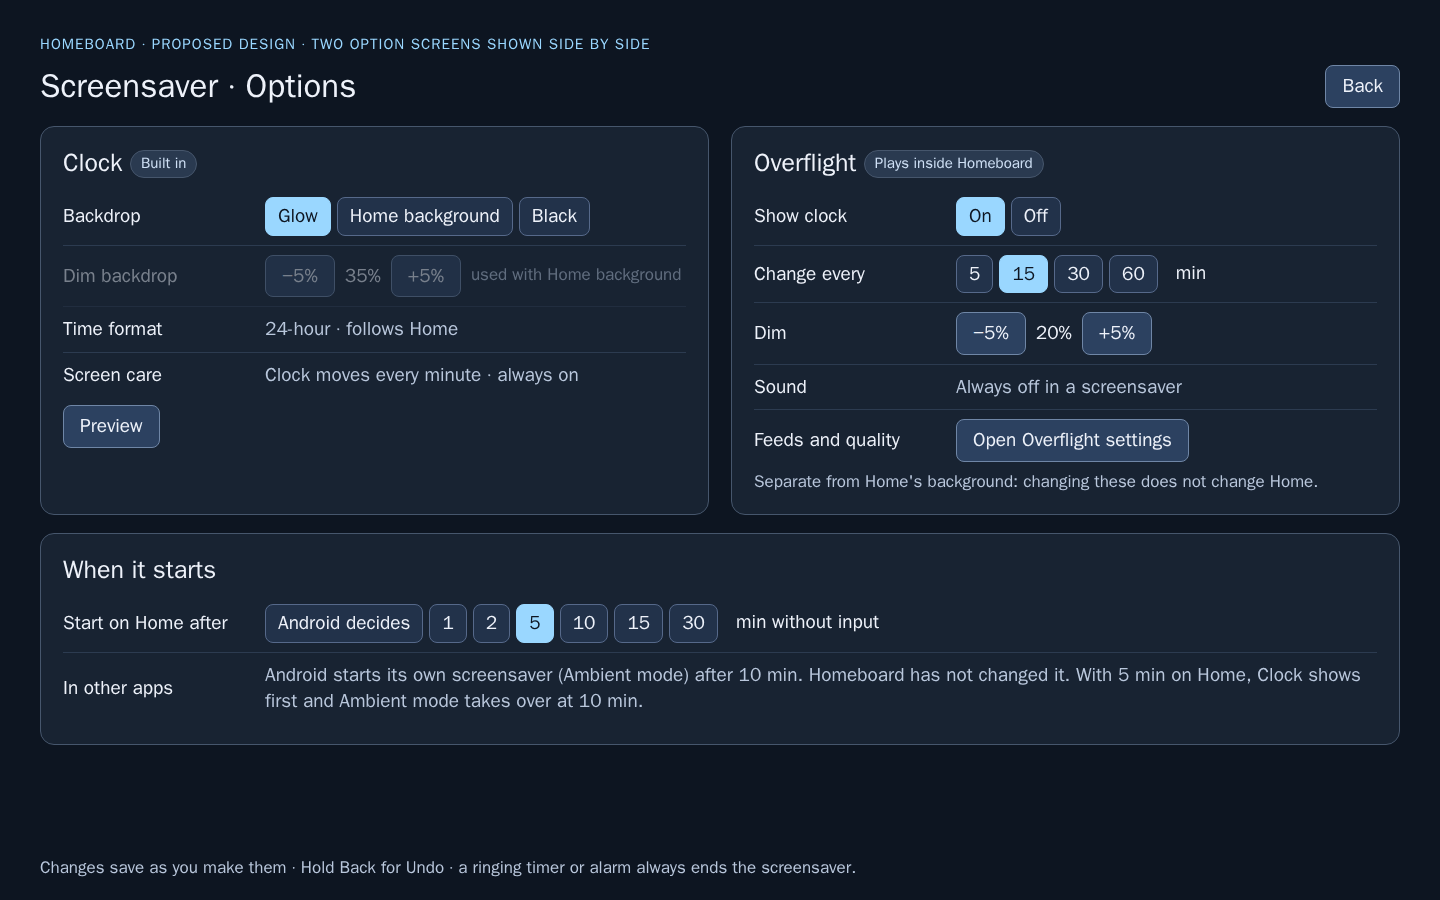 HOMEBOARD · PROPOSED DESIGN · TWO OPTION SCREENS SHOWN SIDE BY SIDE
Screensaver · Options
Back
Clock Built in
Backdrop Glow Home background Black
Dim backdrop −5% 35% +5% used with Home background
Time format 24-hour · follows Home
Screen care Clock moves every minute · always on
Preview
Overflight Plays inside Homeboard
Show clock On Off
Change every 5 15 30 60 min
Dim −5% 20% +5%
Sound Always off in a screensaver
Feeds and quality Open Overflight settings
Separate from Home's background: changing these does not change Home.
When it starts
Start on Home after Android decides 1 2 5 10 15 30 min without input
In other apps Android starts its own screensaver (Ambient mode) after 10 min. Homeboard has not changed it. With 5 min on Home, Clock shows
first and Ambient mode takes over at 10 min.
Changes save as you make them · Hold Back for Undo · a ringing timer or alarm always ends the screensaver.